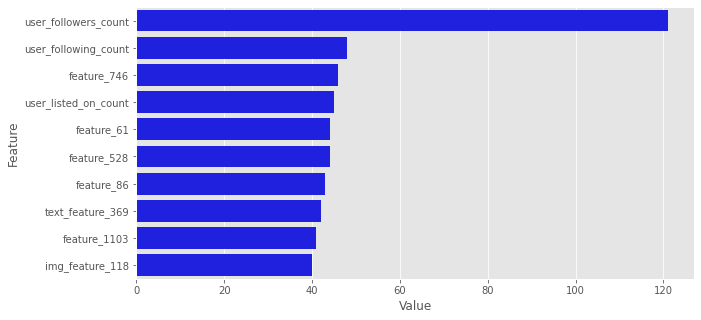 user_followers_count
user_following_count
feature_746
user_listed_on_count
feature_61
feature_528
feature_86
text_feature_369
feature_1103
img_feature_118
Feature
0 20 40 60 80 100 120
Value